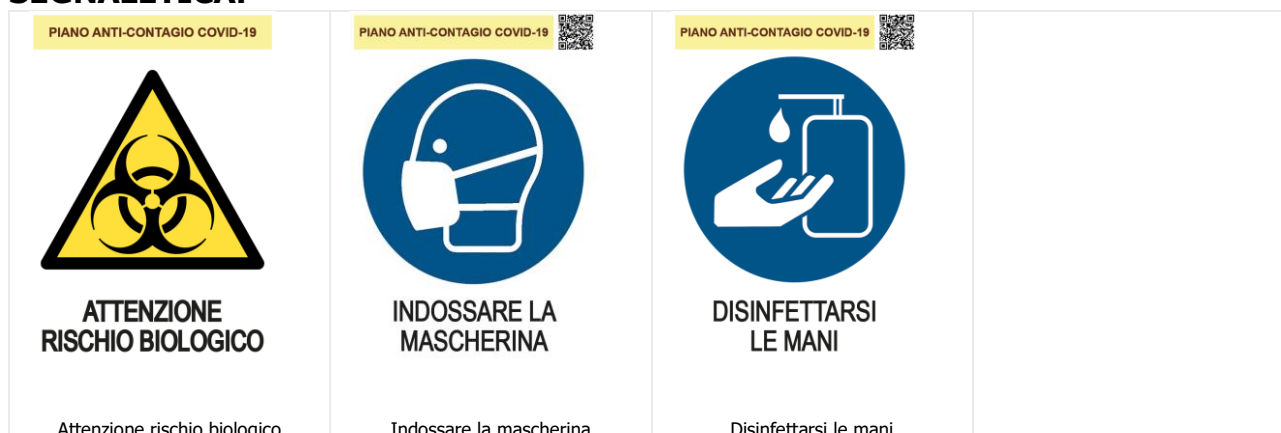 SEGNALETICA:
PIANO ANTI-CONTAGIO COVID-19
ATTENZIONE
RISCHIO BIOLOGICO
Attenzione rischio biologico
PIANO ANTI-CONTAGIO COVID-19
INDOSSARE LA
MASCHERINA
Indossare la mascherina
PIANO ANTI-CONTAGIO COVID-19
DISINFETTARSI
LE MANI
Disinfettarsi le mani